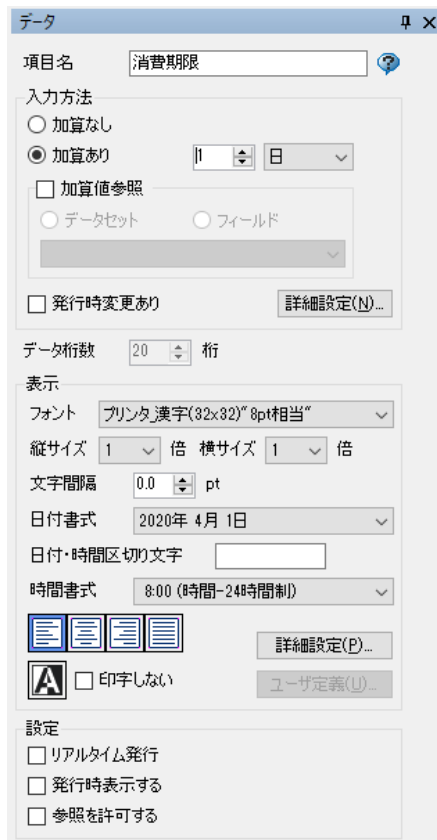 データ
項目名 消費期限
入力方法
加算なし
加算あり 1 日
加算値参照
データセット フィールド
発行時変更あり 詳細設定(N)...
データ桁数 20 桁
表示
フォント プリンタ_漢字(32x32)"8pt相当"
縦サイズ 1 倍 横サイズ 1 倍
文字間隔 0.0 pt
日付書式 2020年 4月 1日
日付・時間区切り文字
時間書式 8:00 (時間-24時間制)
詳細設定(P)...
A 印字しない ユーザ定義(U)...
設定
リアルタイム発行
発行時表示する
参照を許可する